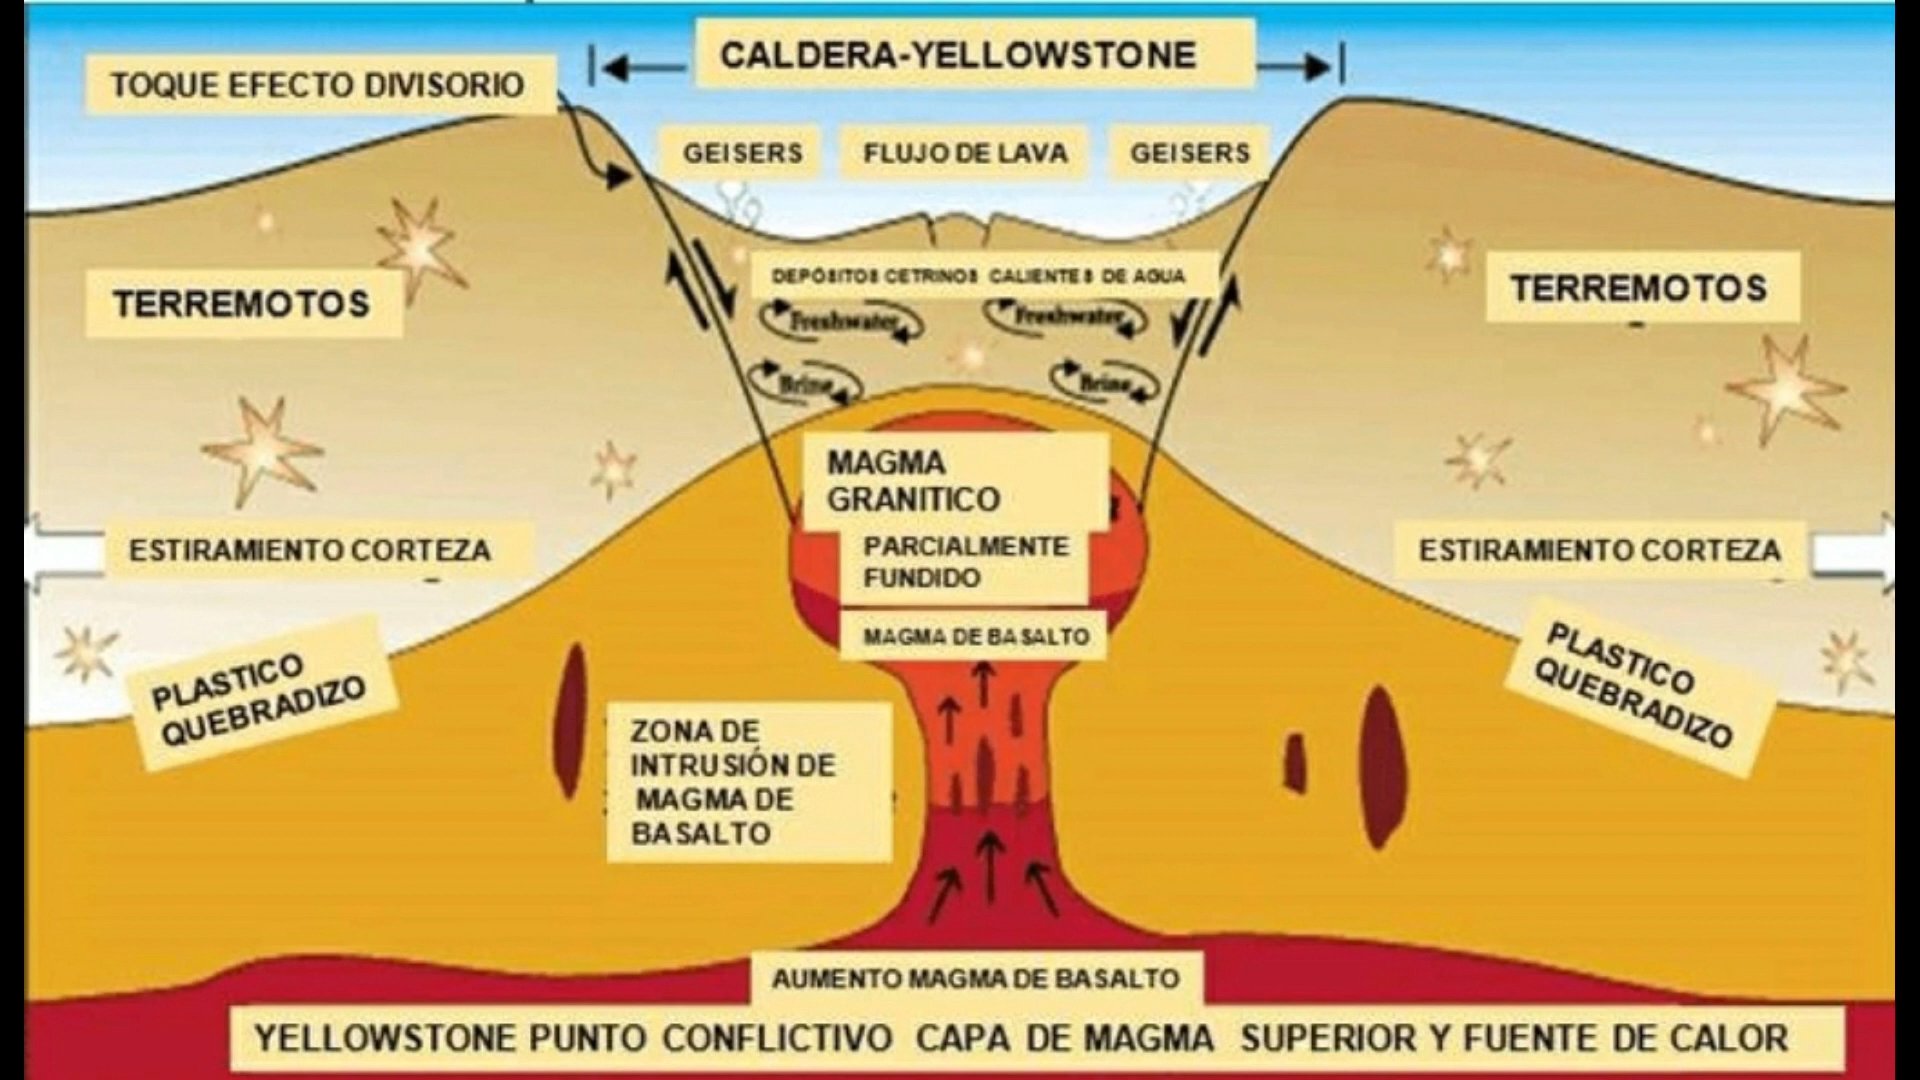 CALDERA-YELLOWSTONE
TOQUE EFECTO DIVISORIO
GEISERS
FLUJO DE LAVA
GEISERS
DEPÓSITOS CETRINOS CALIENTES DE AGUA
TERREMOTOS
TERREMOTOS
Freshwater
Freshwater
Brine
Brine
MAGMA
GRANITICO
PARCIALMENTE
FUNDIDO
ESTIRAMIENTO CORTEZA
ESTIRAMIENTO CORTEZA
MAGMA DE BASALTO
PLASTICO
QUEBRADIZO
PLASTICO
QUEBRADIZO
ZONA DE
INTRUSIÓN DE
MAGMA DE
BASALTO
AUMENTO MAGMA DE BASALTO
YELLOWSTONE PUNTO CONFLICTIVO CAPA DE MAGMA SUPERIOR Y FUENTE DE CALOR